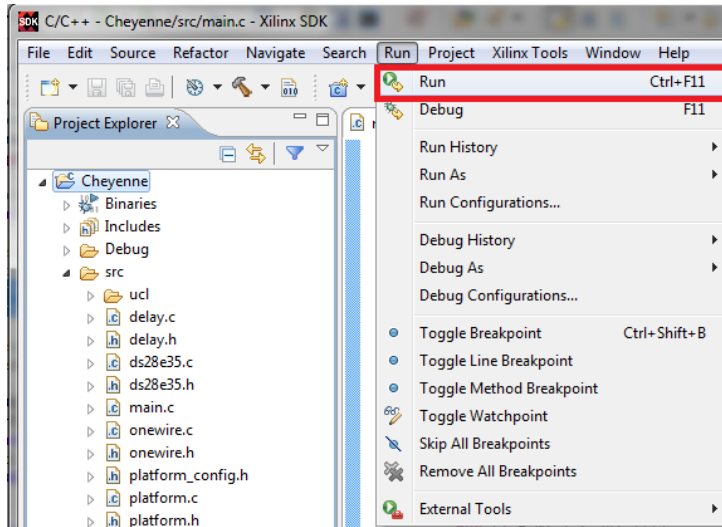 SDK C/C++ - Cheyenne/src/main.c - Xilinx SDK
File Edit Source Refactor Navigate Search Run Project Xilinx Tools Window Help
010
Project Explorer
Cheyenne
Binaries
Includes
Debug
src
ucl
.c delay.c
.h delay.h
.c ds28e35.c
.h ds28e35.h
.c main.c
.c onewire.c
.h onewire.h
.h platform_config.h
.c platform.c
.h platform.h
Run Ctrl+F11
Debug F11
Run History
Run As
Run Configurations...
Debug History
Debug As
Debug Configurations...
Toggle Breakpoint Ctrl+Shift+B
Toggle Line Breakpoint
Toggle Method Breakpoint
Toggle Watchpoint
Skip All Breakpoints
Remove All Breakpoints
External Tools